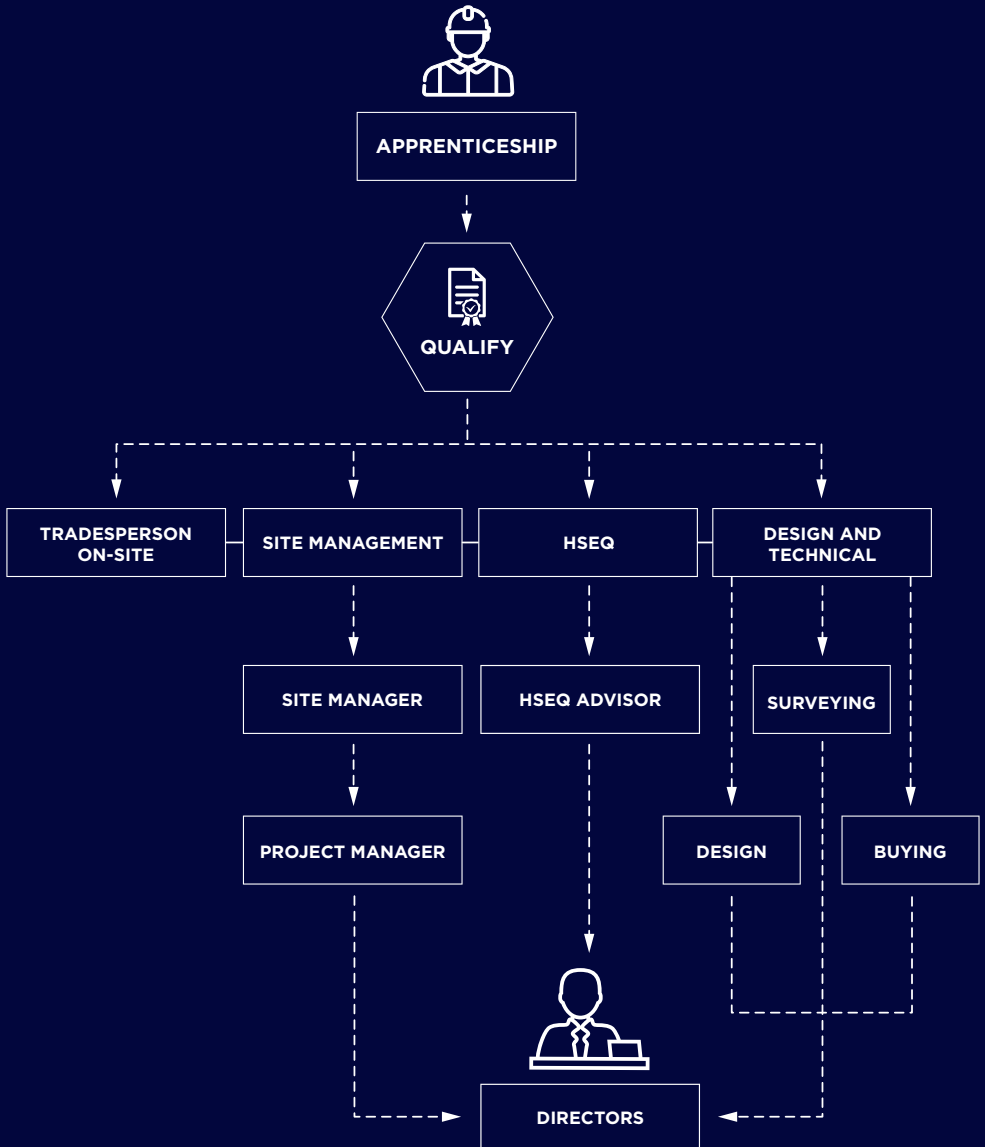 APPRENTICESHIP
QUALIFY
TRADESPERSON
ON-SITE
SITE MANAGEMENT
HSEQ
DESIGN AND
TECHNICAL
SITE MANAGER
HSEQ ADVISOR
SURVEYING
PROJECT MANAGER
DESIGN
BUYING
DIRECTORS